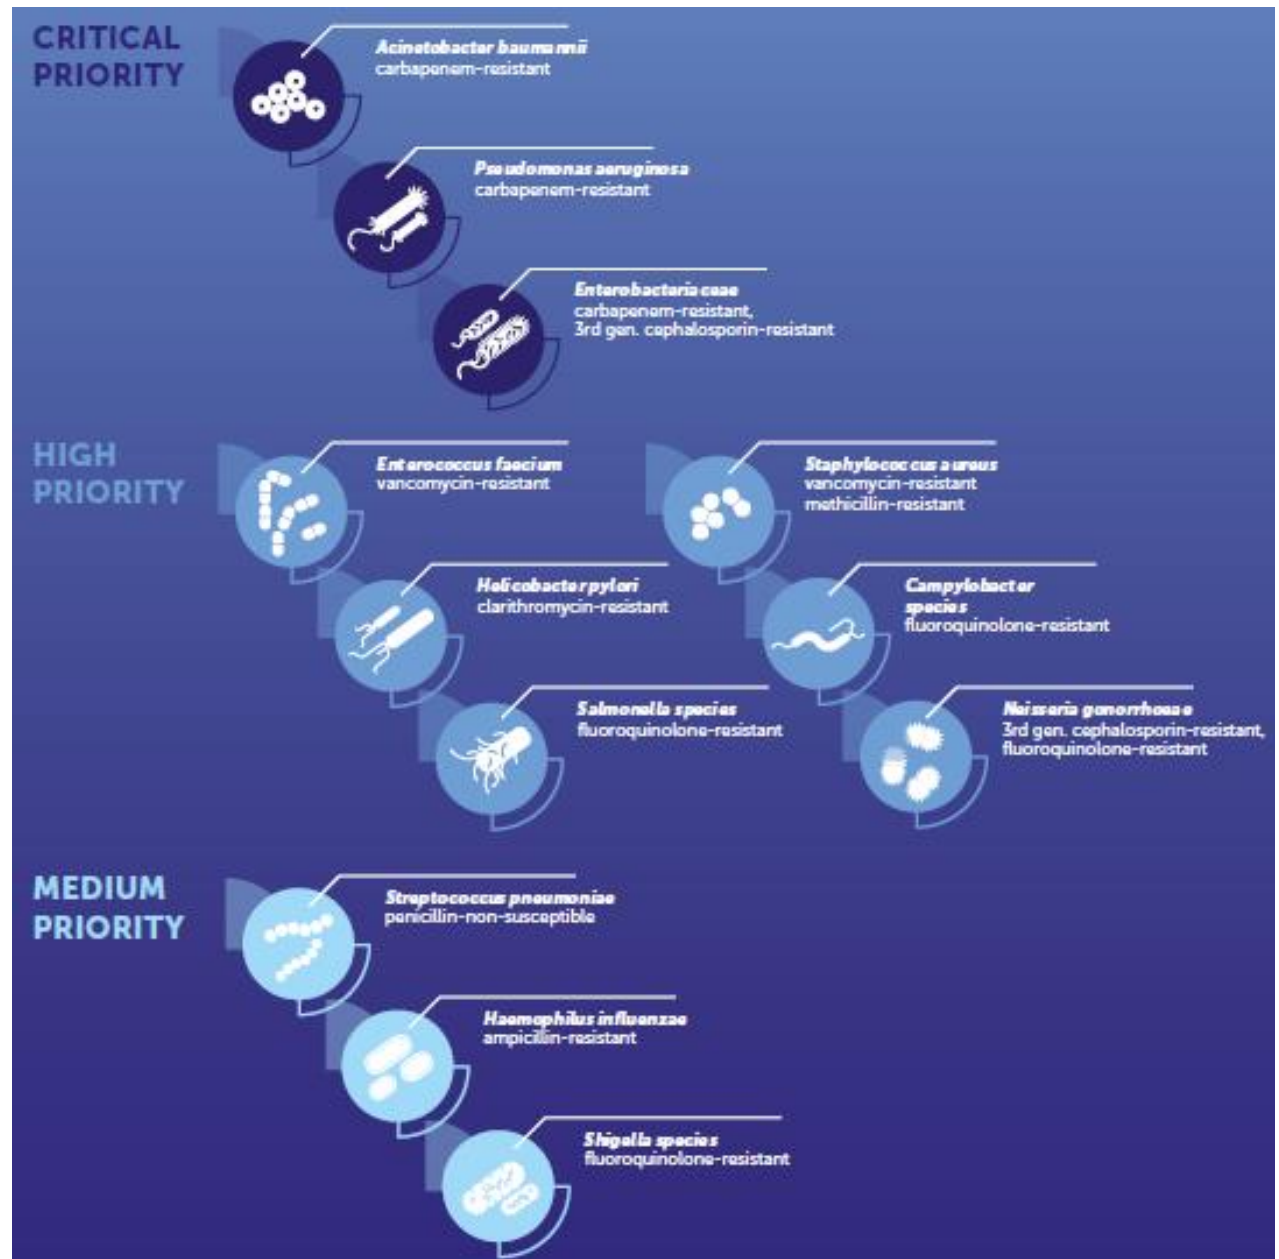 CRITICAL
PRIORITY
Acinetobacter baumannii
carbapenem-resistant
Pseudomonas aeruginosa
carbapenem-resistant
Enterobacteriaceae
carbapenem-resistant,
3rd gen. cephalosporin-resistant
HIGH
PRIORITY
Enterococcus faecium
vancomycin-resistant
Helicobacter pylori
clarithromycin-resistant
Salmonella species
fluoroquinolone-resistant
Staphylococcus aureus
vancomycin-resistant
methicillin-resistant
Campylobacter
species
fluoroquinolone-resistant
Neisseria gonorrhoeae
3rd gen. cephalosporin-resistant,
fluoroquinolone-resistant
MEDIUM
PRIORITY
Streptococcus pneumoniae
penicillin-non-susceptible
Haemophilus influenzae
ampicillin-resistant
Shigella species
fluoroquinolone-resistant